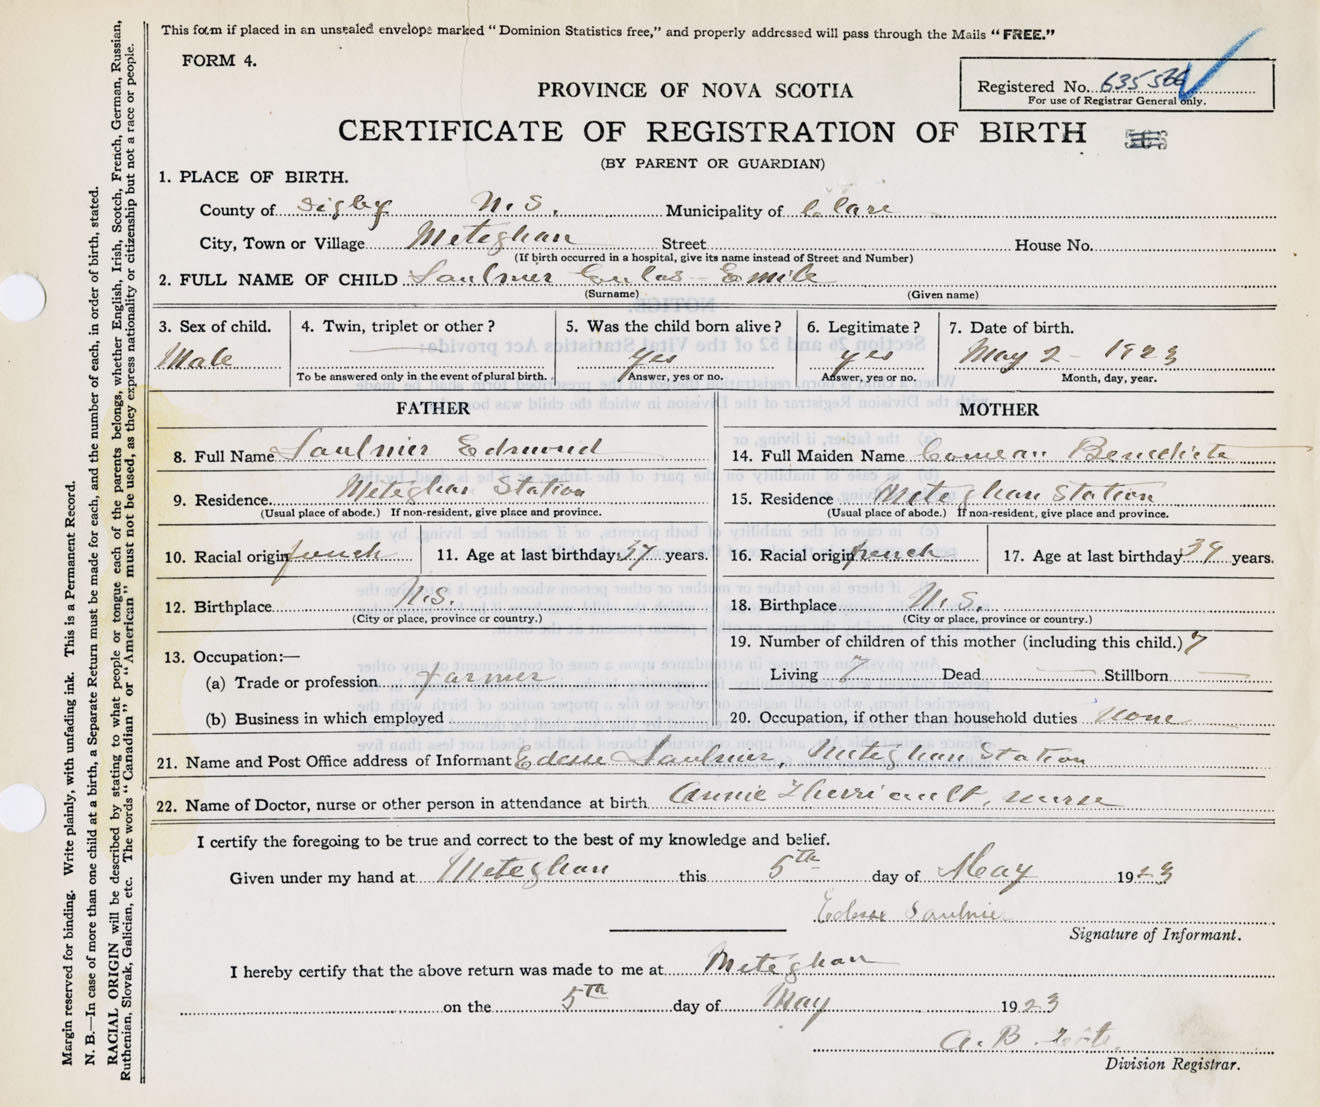 This form if placed in an unsealed envelope marked "Dominion Statistics free," and properly addressed will pass through the Mails "FREE."
FORM 4.
Registered No. 635566
For use of Registrar General only.
PROVINCE OF NOVA SCOTIA
CERTIFICATE OF REGISTRATION OF BIRTH
(BY PARENT OR GUARDIAN)
1. PLACE OF BIRTH.
County of Digby N.S. Municipality of Clare
City, Town or Village Meteghan Street House No.
(If birth occurred in a hospital, give its name instead of Street and Number)
2. FULL NAME OF CHILD Saulnier Eulas-Emile
(Surname) (Given name)
3. Sex of child. 4. Twin, triplet or other? 5. Was the child born alive? 6. Legitimate? 7. Date of birth.
Male yes yes May 2 - 1923
To be answered only in the event of plural birth. Answer, yes or no. Answer, yes or no. Month, day, year.
FATHER MOTHER
8. Full Name Saulnier Edmund 14. Full Maiden Name Comeau Benedicte
9. Residence Meteghan Station 15. Residence Meteghan Station
(Usual place of abode.) If non-resident, give place and province. (Usual place of abode.) If non-resident, give place and province.
10. Racial origin french 11. Age at last birthday 37 years. 16. Racial origin french 17. Age at last birthday 39 years.
12. Birthplace N.S. 18. Birthplace N.S.
(City or place, province or country.) (City or place, province or country.)
13. Occupation:— 19. Number of children of this mother (including this child.) 7
(a) Trade or profession farmer Living 7 Dead Stillborn
(b) Business in which employed 20. Occupation, if other than household duties none
21. Name and Post Office address of Informant Edesse Saulnier, Meteghan Station
22. Name of Doctor, nurse or other person in attendance at birth Annie Therriault, nurse
I certify the foregoing to be true and correct to the best of my knowledge and belief.
Given under my hand at Meteghan this 5th day of May 1923
Edesse Saulnier
Signature of Informant.
I hereby certify that the above return was made to me at Meteghan
on the 5th day of May 1923
A. B.
Division Registrar.
Margin reserved for binding. Write plainly, with unfading ink. This is a Permanent Record.
N. B.—In case of more than one child at a birth, a Separate Return must be made for each, and the number of each, in order of birth, stated.
RACIAL ORIGIN will be described by stating to what people or tongue each of the parents belongs, whether English, Irish, Scotch, French, German, Russian,
Ruthenian, Slovak, Galician, etc. The words "Canadian" or "American" must not be used, as they express nationality or citizenship but not a race or people.